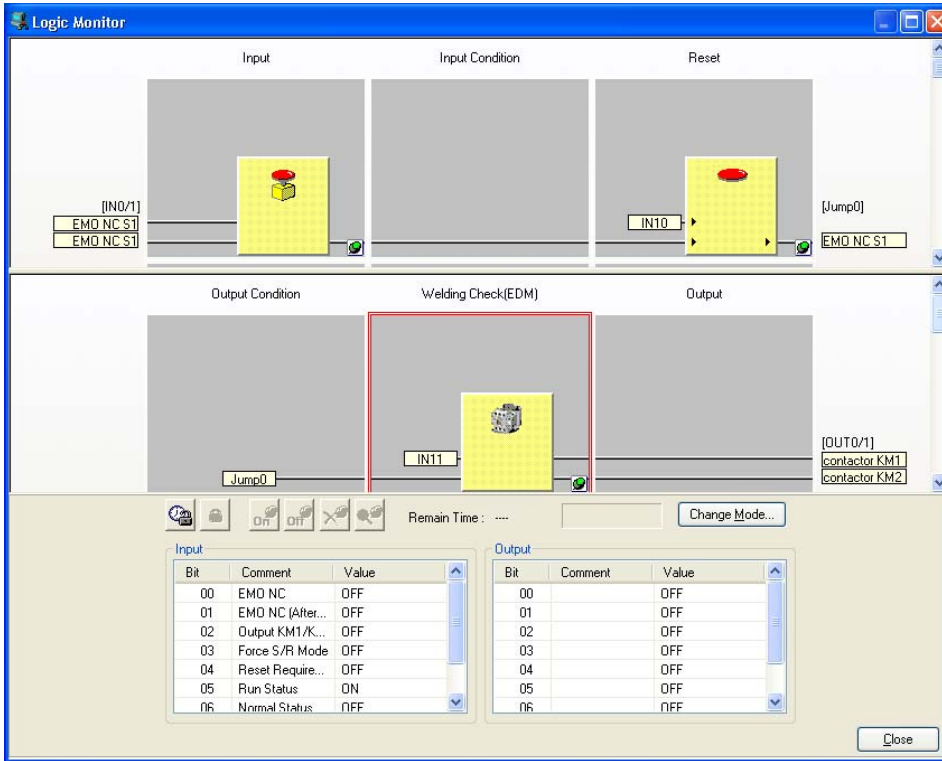 Logic Monitor
Input Input Condition Reset
[IN0/1]
EMO NC S1
EMO NC S1
IN10
[Jump0]
EMO NC S1
Output Condition Welding Check(EDM) Output
IN11
Jump0
[OUT0/1]
contactor KM1
contactor KM2
On Off Remain Time : ---- Change Mode...
Input
Bit Comment Value
00 EMO NC OFF
01 EMO NC (After... OFF
02 Output KM1/K... OFF
03 Force S/R Mode OFF
04 Reset Require... OFF
05 Run Status ON
06 Normal Status OFF
Output
Bit Comment Value
00 OFF
01 OFF
02 OFF
03 OFF
04 OFF
05 OFF
06 OFF
Close